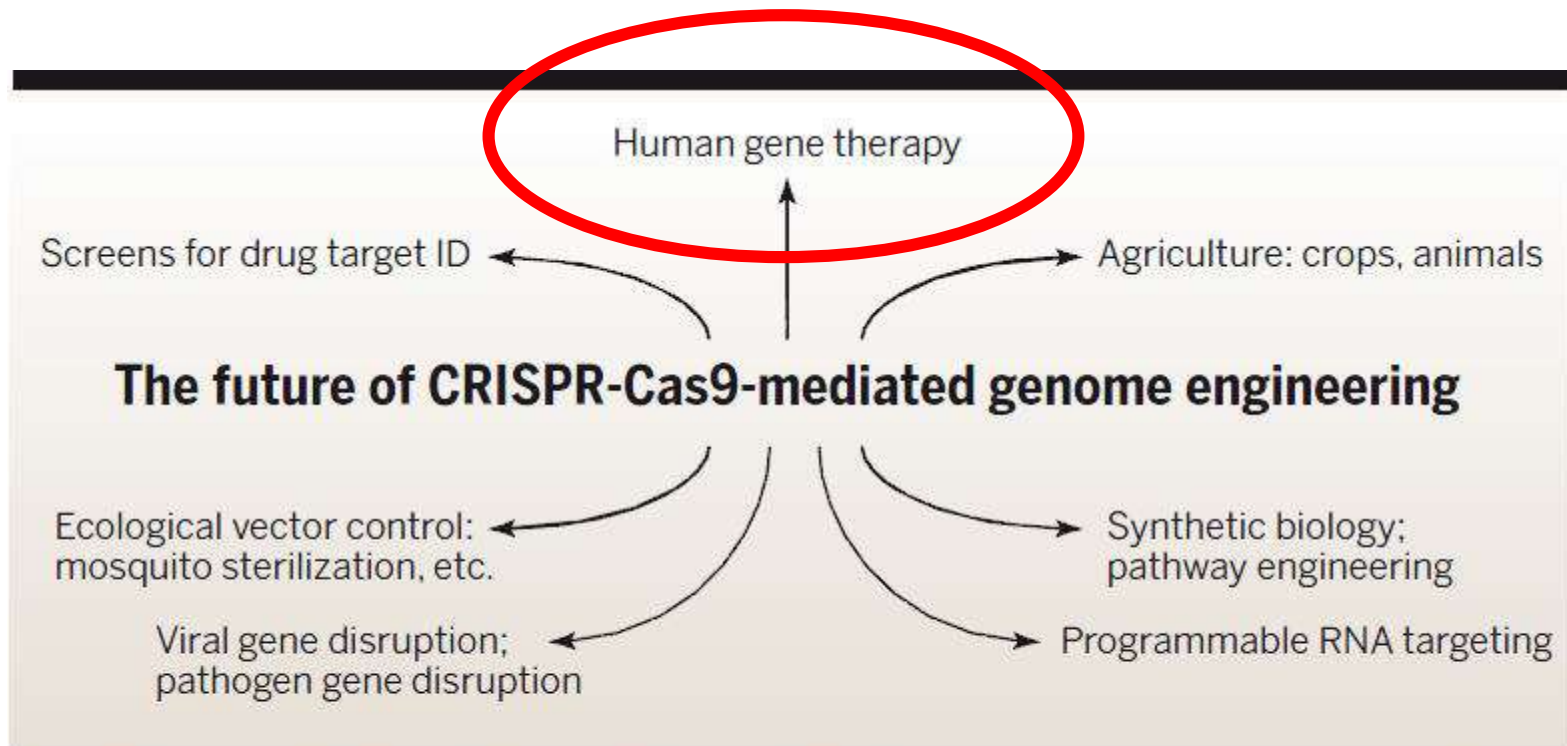 Human gene therapy
Screens for drug target ID
Agriculture: crops, animals
The future of CRISPR-Cas9-mediated genome engineering
Ecological vector control:
mosquito sterilization, etc.
Synthetic biology;
pathway engineering
Viral gene disruption;
pathogen gene disruption
Programmable RNA targeting